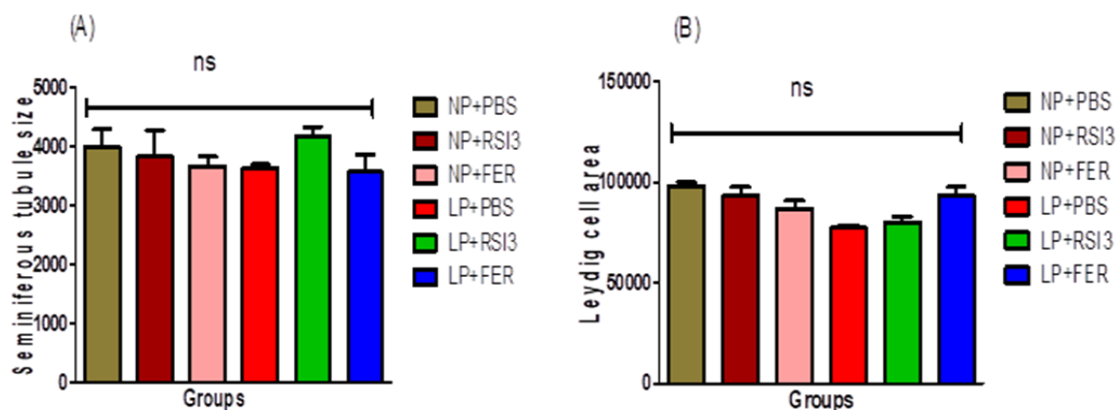 (A)
ns
Seminiferous tubule size
5000
4000
3000
2000
1000
0
Groups
NP+PBS
NP+RSI3
NP+FER
LP+PBS
LP+RSI3
LP+FER
(B)
ns
Leydig cell area
150000
100000
50000
0
Groups
NP+PBS
NP+RSI3
NP+FER
LP+PBS
LP+RSI3
LP+FER